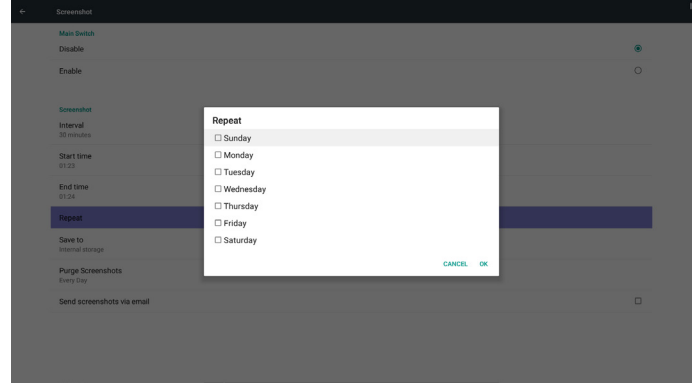 Screenshot
Main Switch
Disable
Enable
Screenshot
Interval
30 minutes
Start time
01:23
End time
01:24
Repeat
Save to
Internal storage
Purge Screenshots
Every Day
Send screenshots via email
Repeat
Sunday
Monday
Tuesday
Wednesday
Thursday
Friday
Saturday
CANCEL OK